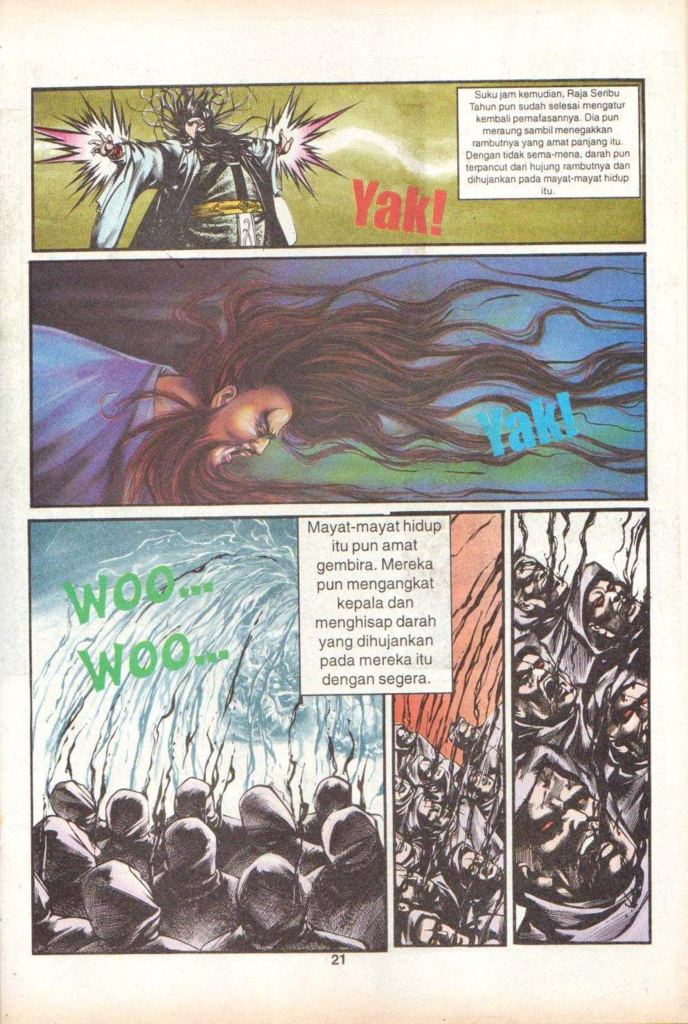 Suku jam kemudian, Raja Seribu
Tahun pun sudah selesai mengatur
kembali pernafasannya. Dia pun
meraung sambil menegakkan
rambutnya yang amat panjang itu.
Dengan tidak sema-mena, darah pun
terpancut dari hujung rambutnya dan
dihujankan pada mayat-mayat hidup
itu.
Yak!
Yak!
WOO...
WOO...
Mayat-mayat hidup
itu pun amat
gembira. Mereka
pun mengangkat
kepala dan
menghisap darah
yang dihujankan
pada mereka itu
dengan segera.
21